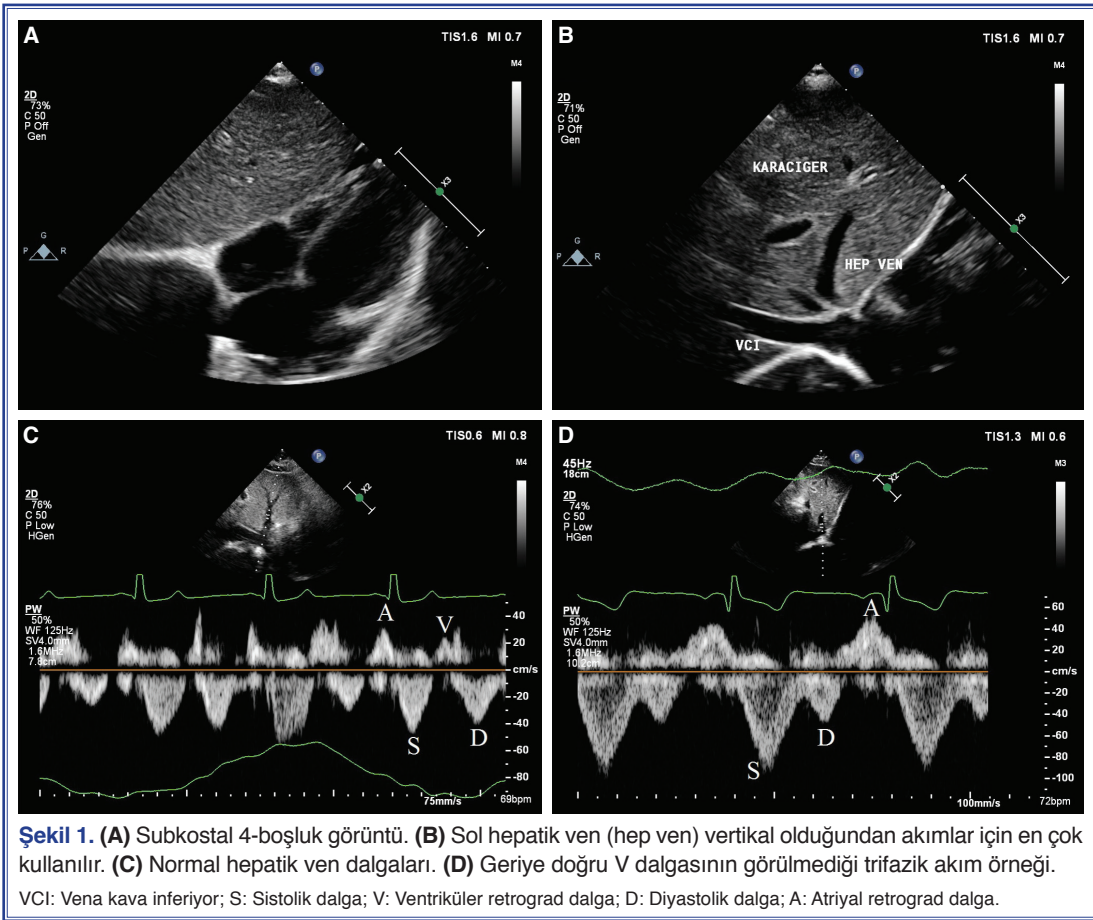 A
TIS1.6 MI 0.7
M4
2D
73%
C 50
P Off
Gen
X3
G
P R
B
TIS1.6 MI 0.7
M4
2D
71%
C 50
P Off
Gen
KARACIGER
HEP VEN
VCI
X3
G
P R
C
TIS0.6 MI 0.8
M4
2D
76%
C 50
P Low
HGen
X2
PW
50%
WF 125Hz
SV4.0mm
1.6MHz
7.8cm
A
V
S
D
40
20
cm/s
-20
-40
-60
-80
75mm/s
69bpm
D
TIS1.3 MI 0.6
M3
45Hz
18cm
2D
74%
C 50
P Low
HGen
X2
PW
50%
WF 125Hz
SV4.0mm
1.6MHz
10.2cm
A
S
D
60
40
20
cm/s
-20
-40
-60
-80
-100
100mm/s
72bpm
Şekil 1. (A) Subkostal 4-boşluk görüntü. (B) Sol hepatik ven (hep ven) vertikal olduğundan akımlar için en çok
kullanılır. (C) Normal hepatik ven dalgaları. (D) Geriye doğru V dalgasının görülmediği trifazik akım örneği.
VCI: Vena kava inferiyor; S: Sistolik dalga; V: Ventriküler retrograd dalga; D: Diyastolik dalga; A: Atriyal retrograd dalga.